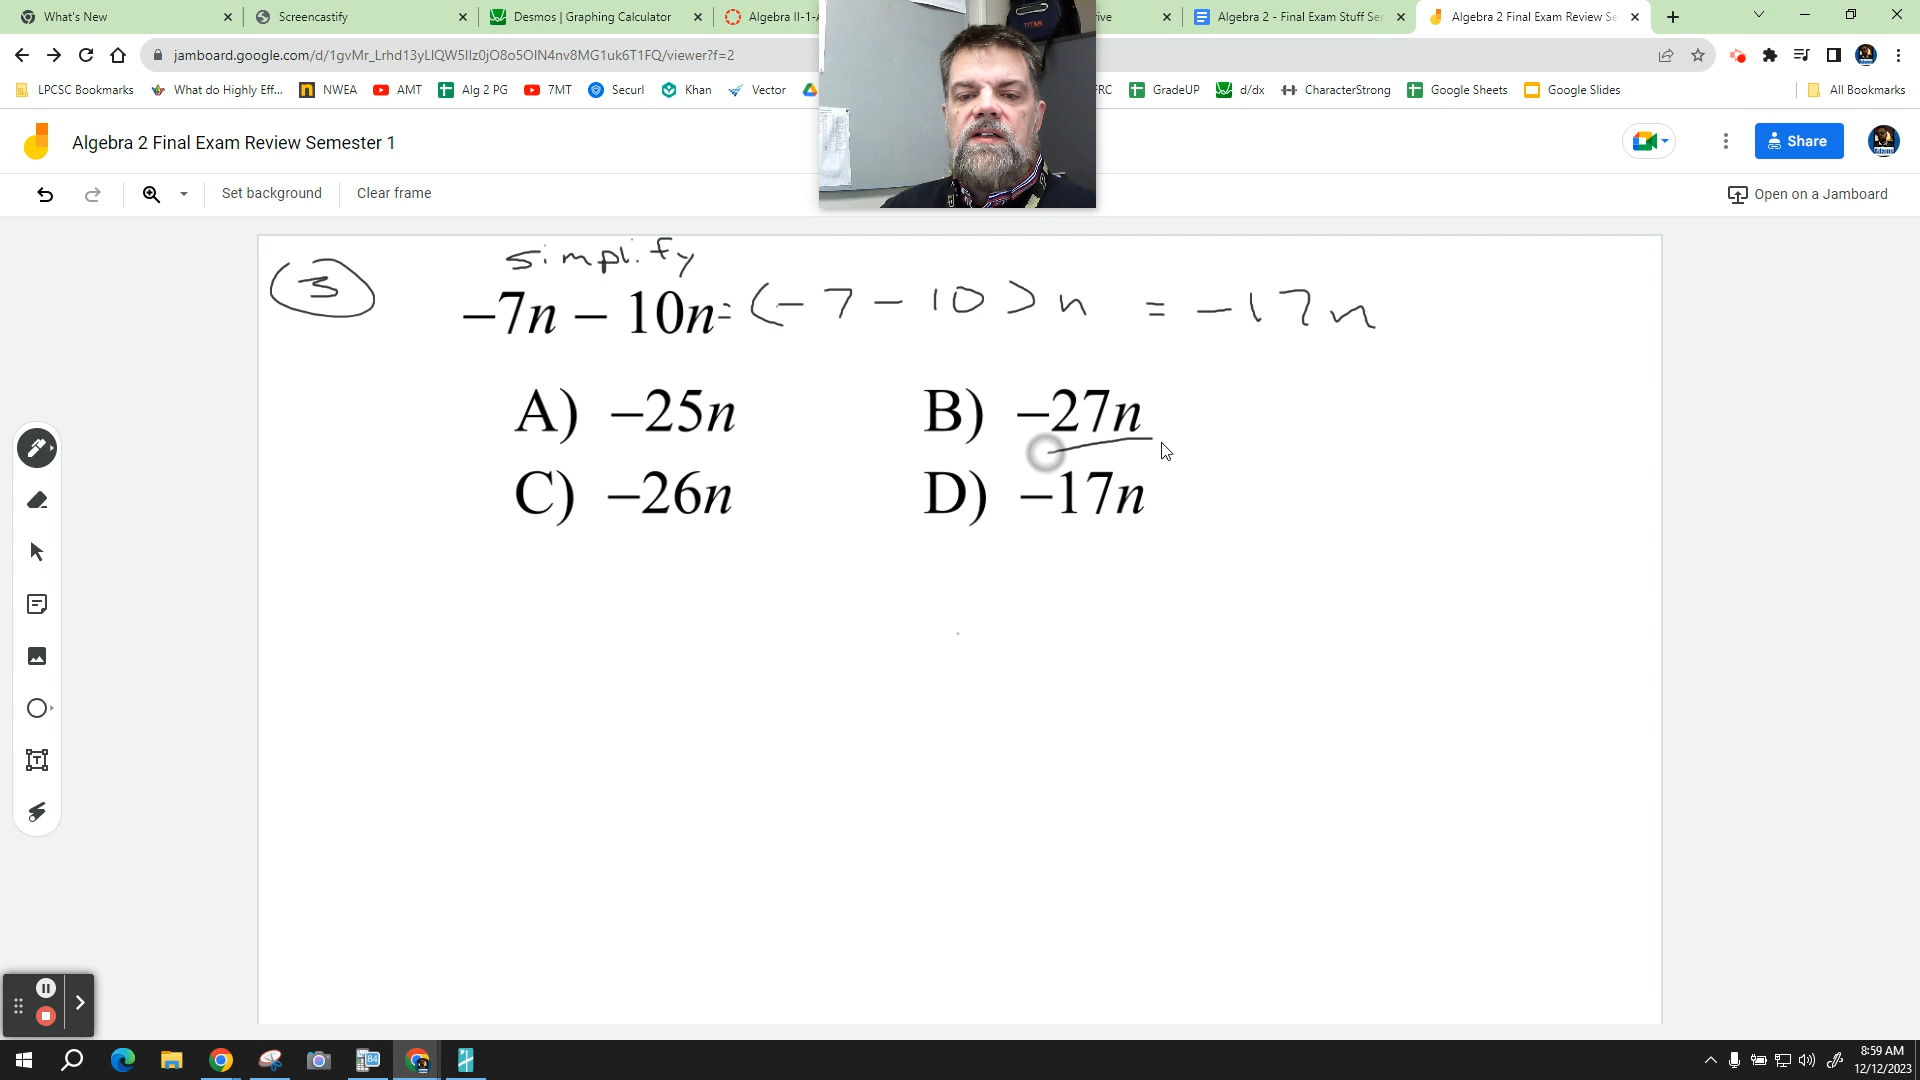 What's New
Screencastify
Desmos | Graphing Calculator
Algebra II-1-A
Algebra 2 - Final Exam Stuff Se
Algebra 2 Final Exam Review Se
jamboard.google.com/d/1gvMr_Lrhd13yLlQW5lIz0jO8o5OlN4nv8MG1uk6T1FQ/viewer?f=2
LPCSC Bookmarks
What do Highly Eff...
NWEA
AMT
Alg 2 PG
7MT
Securl
Khan
Vector
FRC
GradeUP
d/dx
CharacterStrong
Google Sheets
Google Slides
All Bookmarks
Algebra 2 Final Exam Review Semester 1
Share
Set background
Clear frame
Open on a Jamboard
simplify
3
−7n − 10n = (-7-10)n = -17n
A) −25n
B) −27n
C) −26n
D) −17n
8:59 AM
12/12/2023